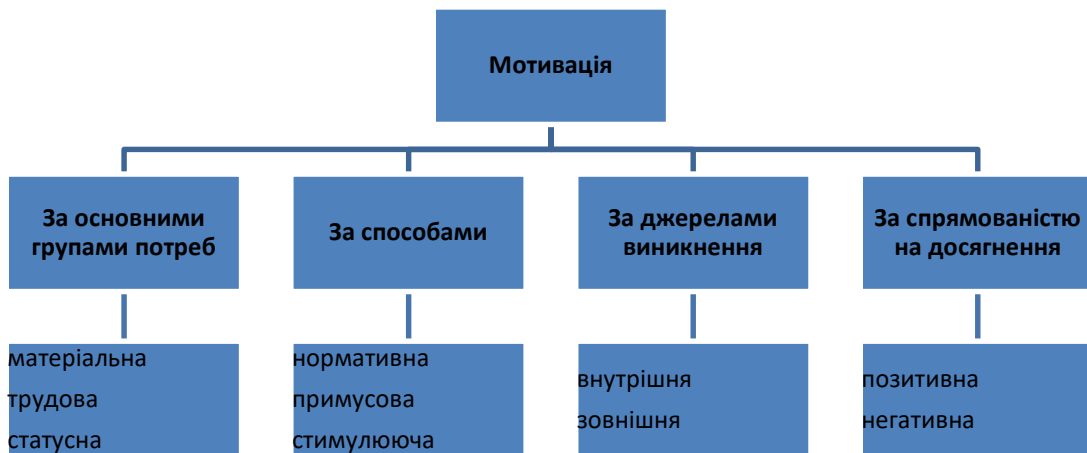 Мотивація
За основними
групами потреб
За способами
За джерелами
виникнення
За спрямованістю
на досягнення
матеріальна
трудова
статусна
нормативна
примусова
стимулююча
внутрішня
зовнішня
позитивна
негативна